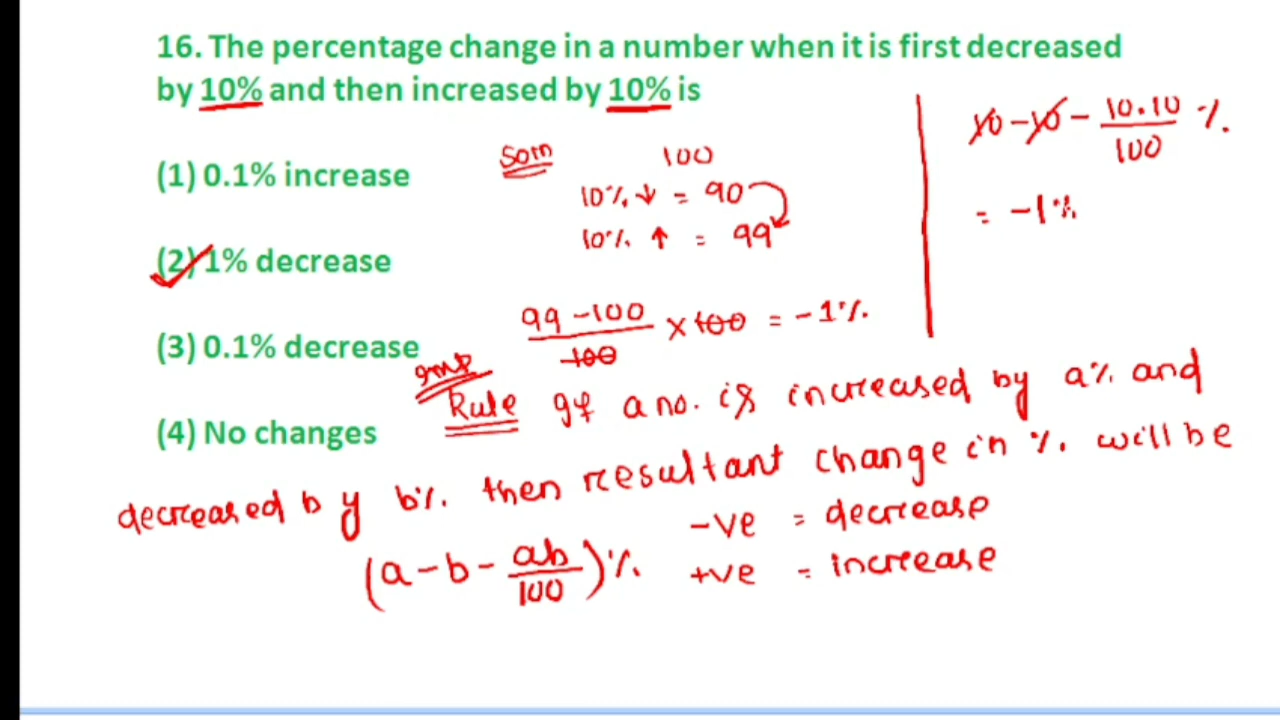 16. The percentage change in a number when it is first decreased
by 10% and then increased by 10% is
(1) 0.1% increase
(2) 1% decrease
(3) 0.1% decrease
(4) No changes
Soln
100
10% ↓ = 90
10% ↑ = 99
99 - 100 / 100 × 100 = -1%
10 - 10 - 10.10 / 100 %
= -1%
Imp
Rule If a no. is increased by a% and
decreased by b% then resultant change in % will be
(a - b - ab/100)%
-ve = decrease
+ve = increase